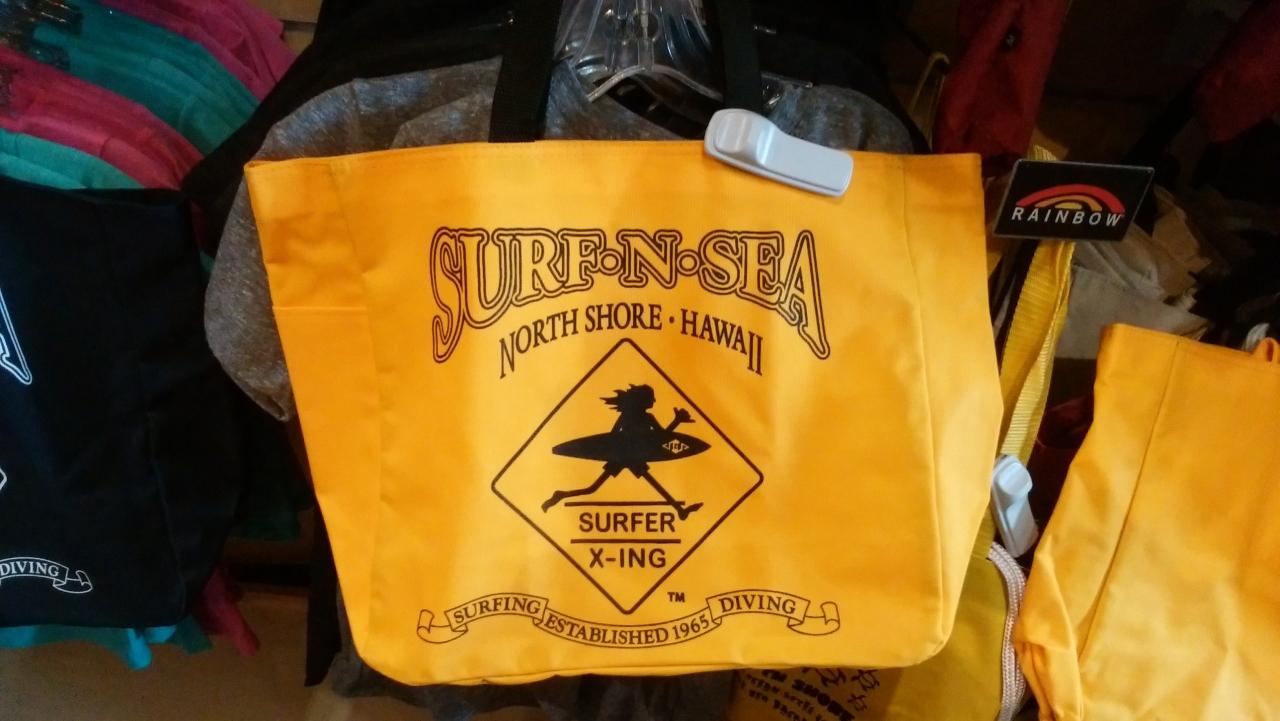 SURF•N•SEA
NORTH SHORE • HAWAII
SURFER
X-ING
TM
SURFING ESTABLISHED 1965 DIVING
RAINBOW
DIVING